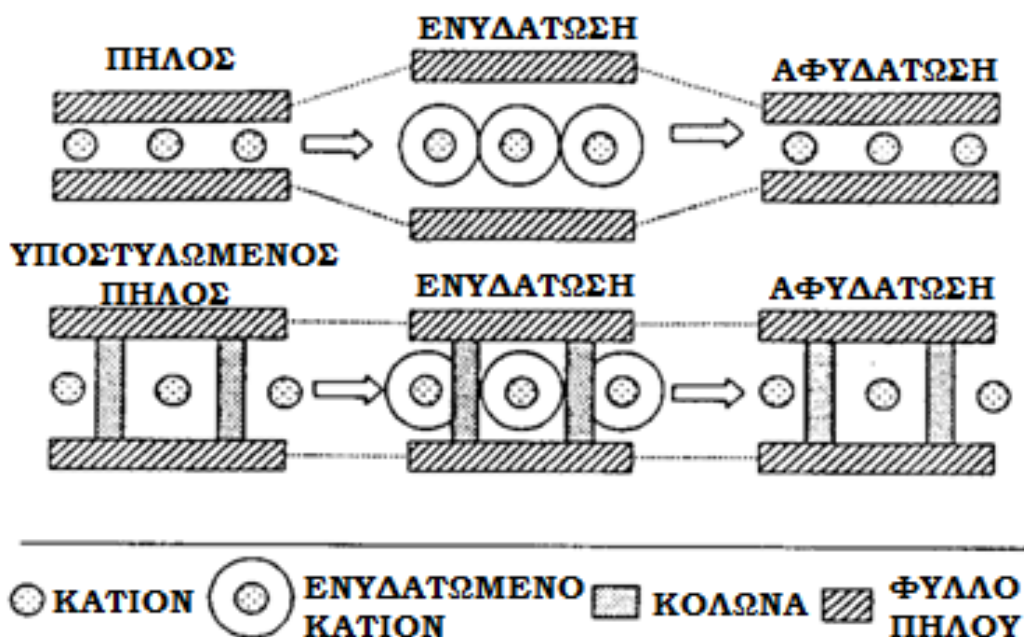 ΠΗΛΟΣ
ΕΝΥΔΑΤΩΣΗ
ΑΦΥΔΑΤΩΣΗ
ΥΠΟΣΤΥΛΩΜΕΝΟΣ
ΠΗΛΟΣ
ΕΝΥΔΑΤΩΣΗ
ΑΦΥΔΑΤΩΣΗ
ΚΑΤΙΟΝ
ΕΝΥΔΑΤΩΜΕΝΟ
ΚΑΤΙΟΝ
ΚΟΛΩΝΑ
ΦΥΛΛΟ
ΠΗΛΟΥ